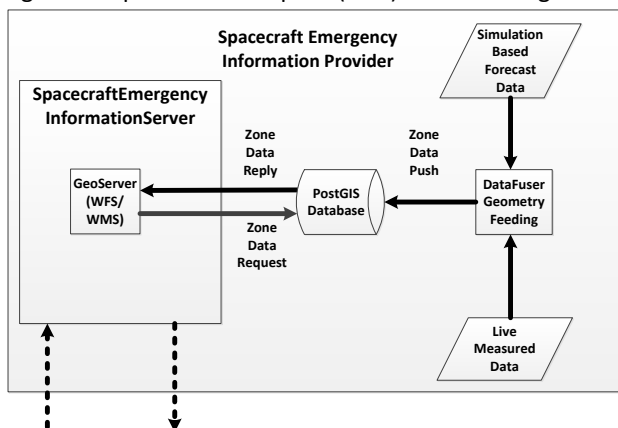 Spacecraft Emergency
Information Provider
Simulation
Based
Forecast
Data
SpacecraftEmergency
InformationServer
Zone
Data
Reply
Zone
Data
Push
GeoServer
(WFS/
WMS)
PostGIS
Database
DataFuser
Geometry
Feeding
Zone
Data
Request
Live
Measured
Data